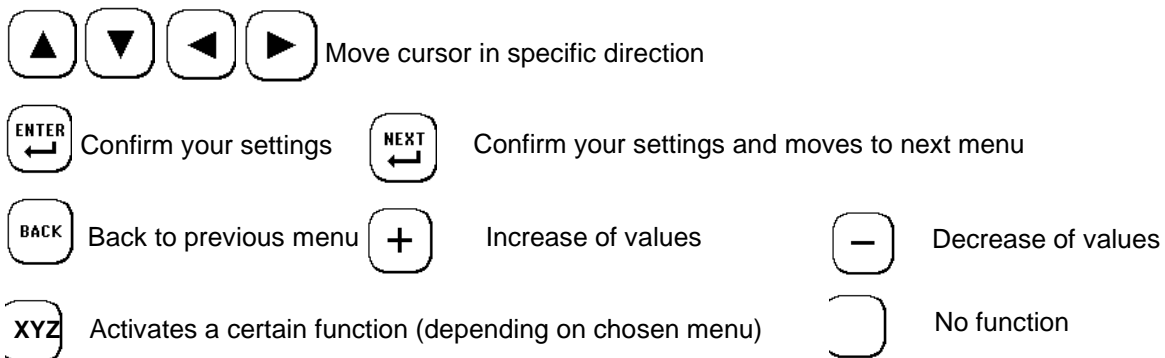 ▲ ▼ ◄ ► Move cursor in specific direction
ENTER Confirm your settings NEXT Confirm your settings and moves to next menu
BACK Back to previous menu + Increase of values − Decrease of values
XYZ Activates a certain function (depending on chosen menu) No function